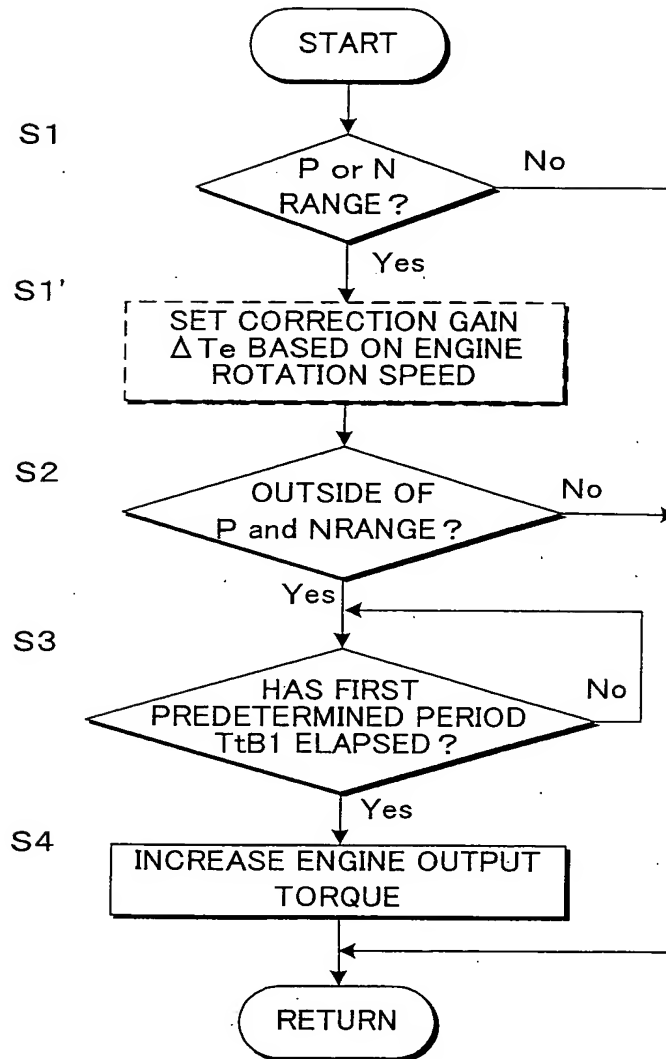 START
S1
P or N
RANGE?
No
Yes
S1'
SET CORRECTION GAIN
ΔTe BASED ON ENGINE
ROTATION SPEED
S2
OUTSIDE OF
P and NRANGE?
No
Yes
S3
HAS FIRST
PREDETERMINED PERIOD
TtB1 ELAPSED?
No
Yes
S4
INCREASE ENGINE OUTPUT
TORQUE
RETURN